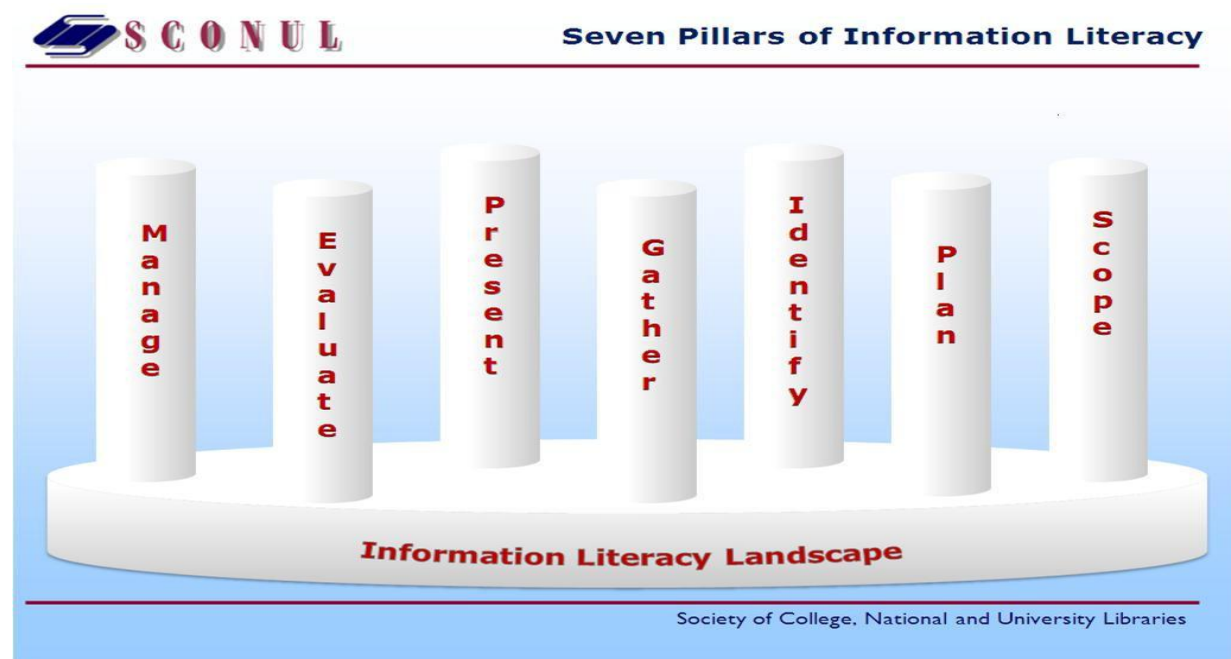 SCONUL
Seven Pillars of Information Literacy
Manage
Evaluate
Present
Gather
Identify
Plan
Scope
Information Literacy Landscape
Society of College, National and University Libraries